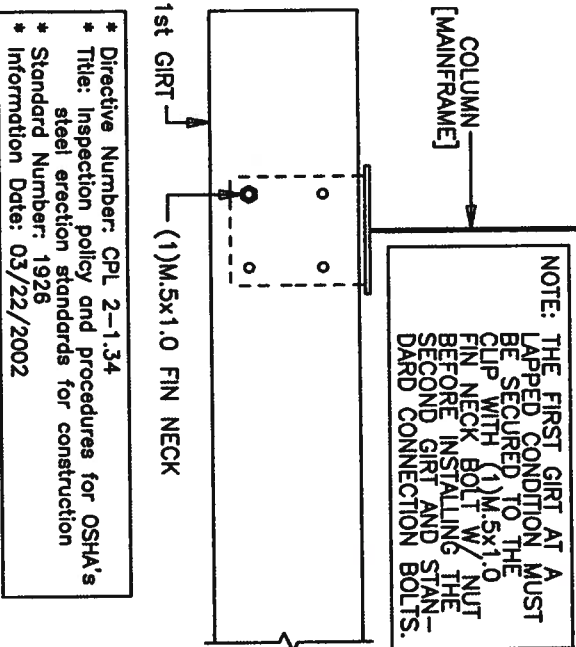 COLUMN
[MAINFRAME]
NOTE: THE FIRST GIRT AT A
LAPPED CONDITION MUST
BE SECURED TO THE
CLIP WITH (1)M.5x1.0
FIN NECK BOLT W/ NUT
BEFORE INSTALLING THE
SECOND GIRT AND STAN-
DARD CONNECTION BOLTS.
1st GIRT
(1)M.5x1.0 FIN NECK
* Directive Number: CPL 2-1.34
* Title: Inspection policy and procedures for OSHA's
steel erection standards for construction
* Standard Number: 1926
* Information Date: 03/22/2002